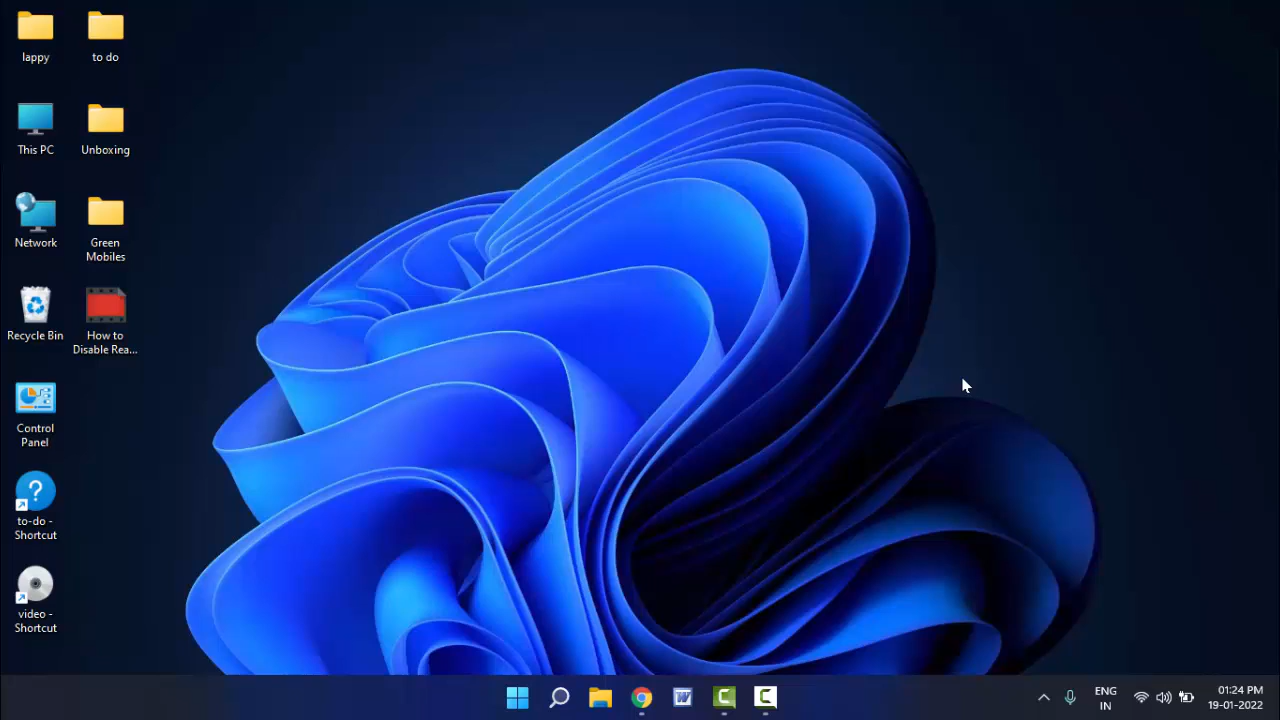 lappy
to do
This PC
Unboxing
Network
Green
Mobiles
Recycle Bin
How to
Disable Rea...
Control
Panel
to-do -
Shortcut
video -
Shortcut
ENG
IN
01:24 PM
19-01-2022